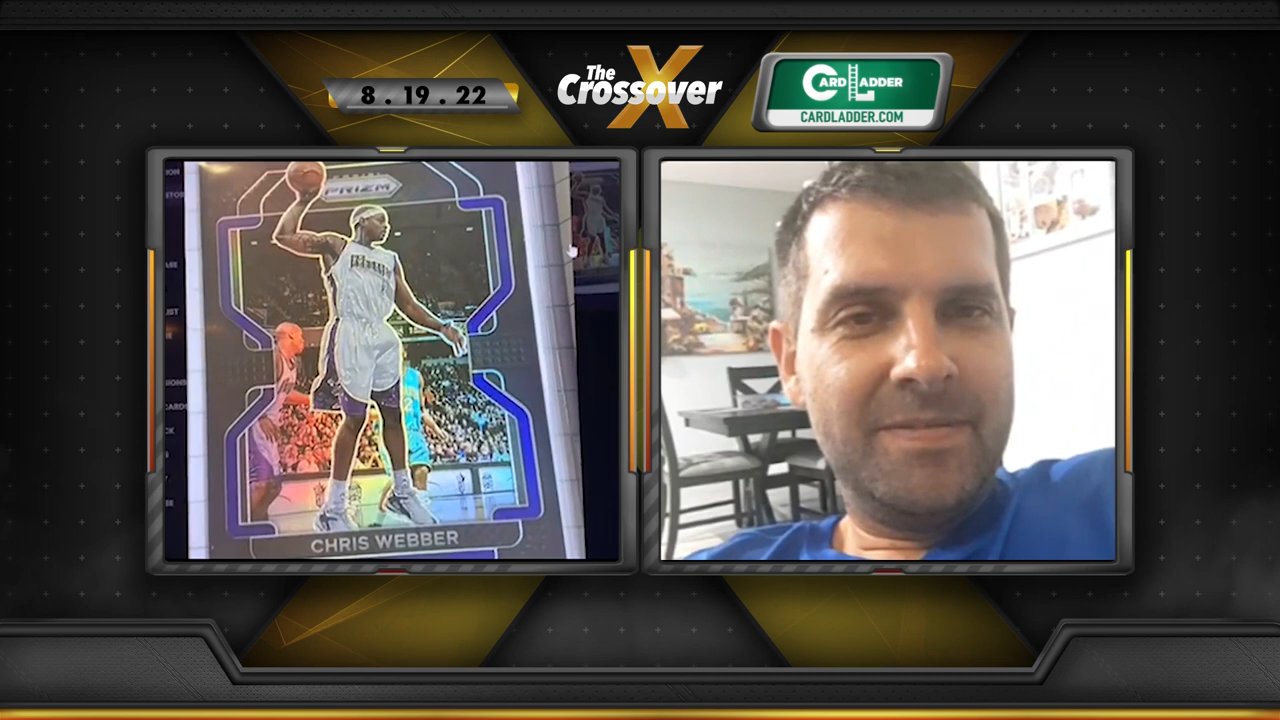 8 . 19 . 22
The
Crossover
X
CARD LADDER
CARDLADDER.COM
PRIZM
CHRIS WEBBER